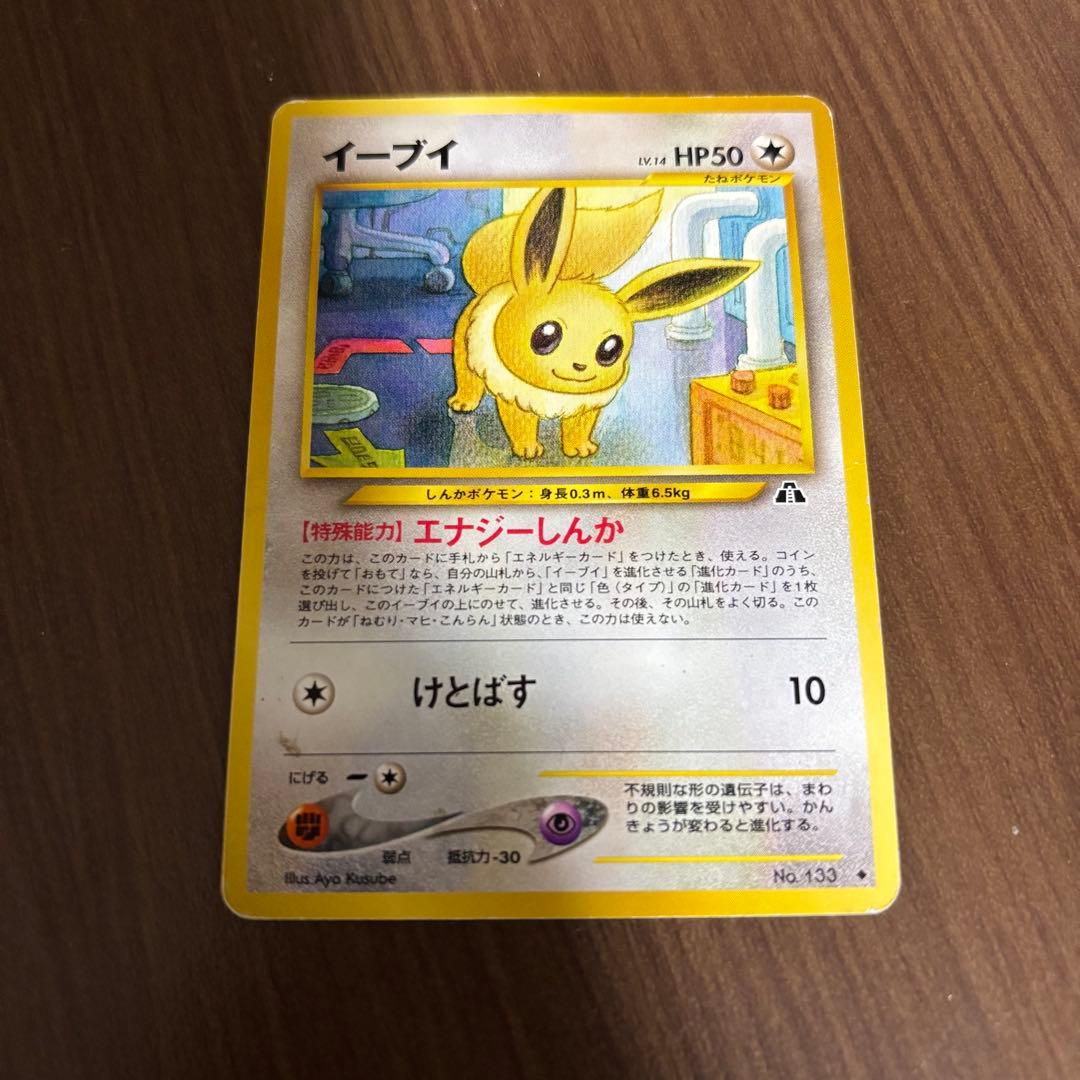 イーブイ
LV.14 HP50
たねポケモン
しんかポケモン：身長0.3m、体重6.5kg
【特殊能力】エナジーしんか
この力は、このカードに手札から「エネルギーカード」をつけたとき、使える。コイン
を投げて「おもて」なら、自分の山札から、「イーブイ」を進化させる「進化カード」のうち、
このカードにつけた「エネルギーカード」と同じ「色（タイプ）」の「進化カード」を1枚
選び出し、このイーブイの上にのせて、進化させる。その後、その山札をよく切る。この
カードが「ねむり・マヒ・こんらん」状態のとき、この力は使えない。
けとばす 10
にげる
弱点 抵抗力-30
不規則な形の遺伝子は、まわ
りの影響を受けやすい。かん
きょうが変わると進化する。
Illus. Aya Kusube
No. 133